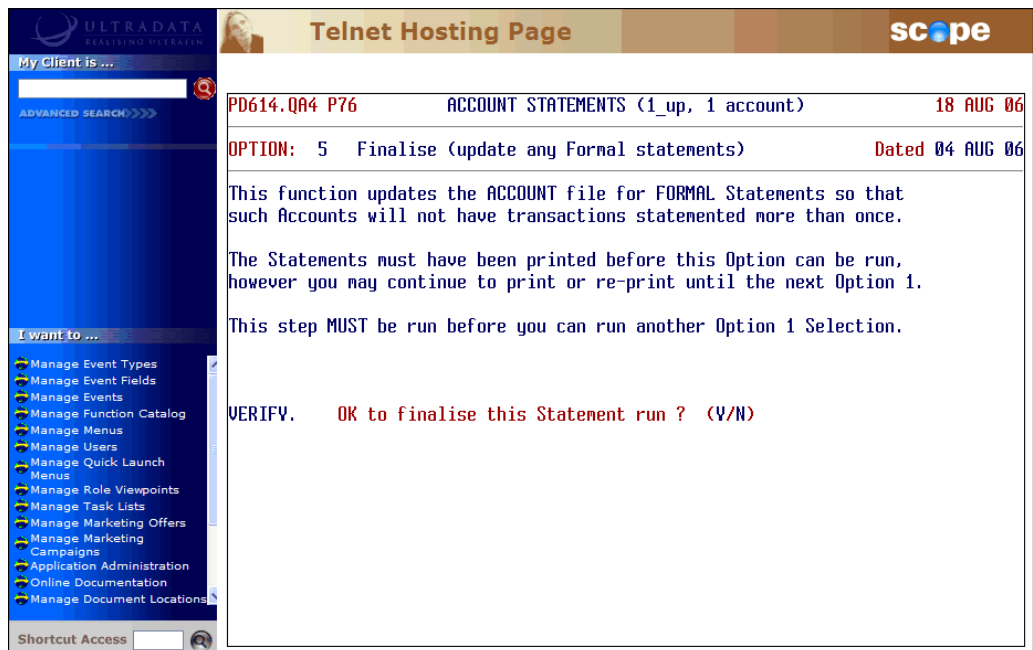 ULTRADATA
REALISING ULTRAFIN
My Client is ...
ADVANCED SEARCH
I want to ...
Manage Event Types
Manage Event Fields
Manage Events
Manage Function Catalog
Manage Menus
Manage Users
Manage Quick Launch
Menus
Manage Role Viewpoints
Manage Task Lists
Manage Marketing Offers
Manage Marketing
Campaigns
Application Administration
Online Documentation
Manage Document Locations
Shortcut Access
Telnet Hosting Page
scope
PD614.QA4 P76 ACCOUNT STATEMENTS (1_up, 1 account) 18 AUG 06
OPTION: 5 Finalise (update any Formal statements) Dated 04 AUG 06
This function updates the ACCOUNT file for FORMAL Statements so that
such Accounts will not have transactions statemented more than once.
The Statements must have been printed before this Option can be run,
however you may continue to print or re-print until the next Option 1.
This step MUST be run before you can run another Option 1 Selection.
VERIFY. OK to finalise this Statement run ? (Y/N)